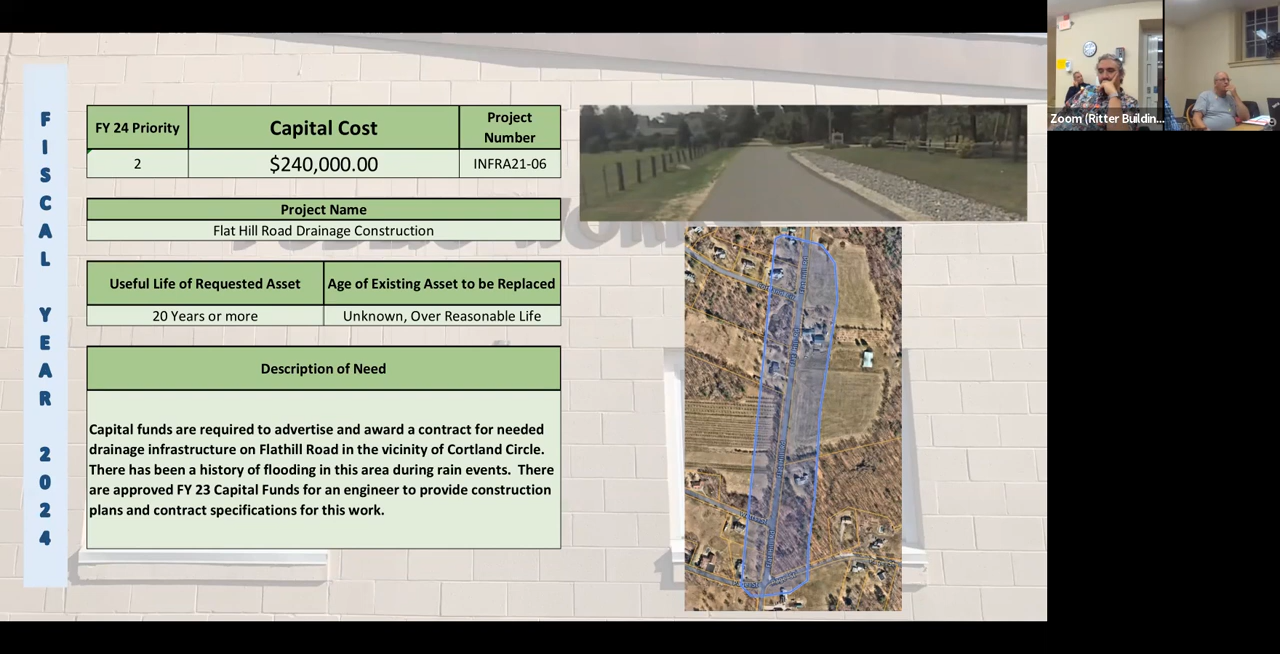 FISCAL YEAR 2024
FY 24 Priority
Capital Cost
Project
Number
2
$240,000.00
INFRA21-06
Project Name
Flat Hill Road Drainage Construction
Useful Life of Requested Asset
Age of Existing Asset to be Replaced
20 Years or more
Unknown, Over Reasonable Life
Description of Need
Capital funds are required to advertise and award a contract for needed
drainage infrastructure on Flathill Road in the vicinity of Cortland Circle.
There has been a history of flooding in this area during rain events. There
are approved FY 23 Capital Funds for an engineer to provide construction
plans and contract specifications for this work.
Zoom (Ritter Buildin...